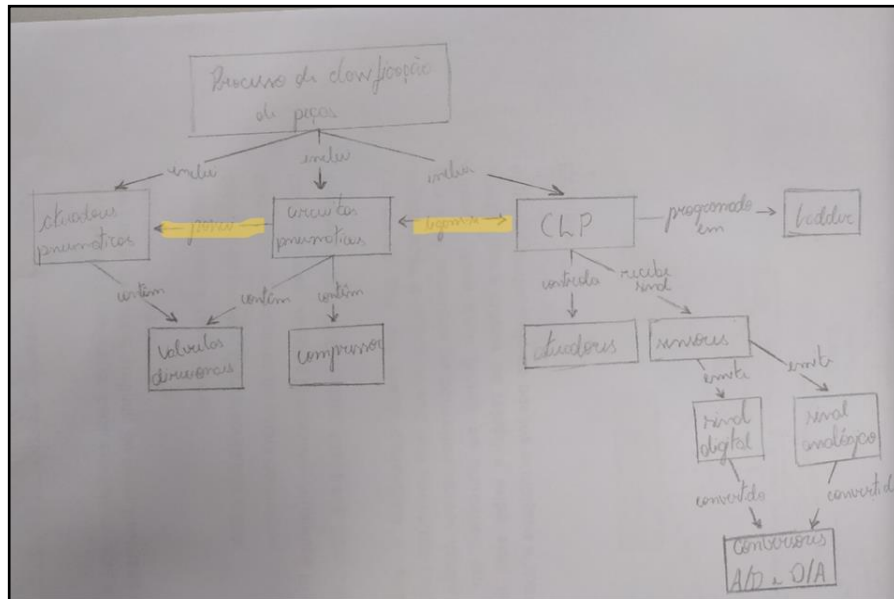 Processo de classificação
de peças
inclui
inclui
inclui
atuadores
pneumáticos
possui
circuitos
pneumáticos
CLP
programado
em
Ladder
contém
contém
contém
controla
recebe
sinal
válvulas
direcionais
compressor
atuadores
sensores
emite
emite
sinal
digital
sinal
analógico
convertido
convertido
conversores
A/D e D/A